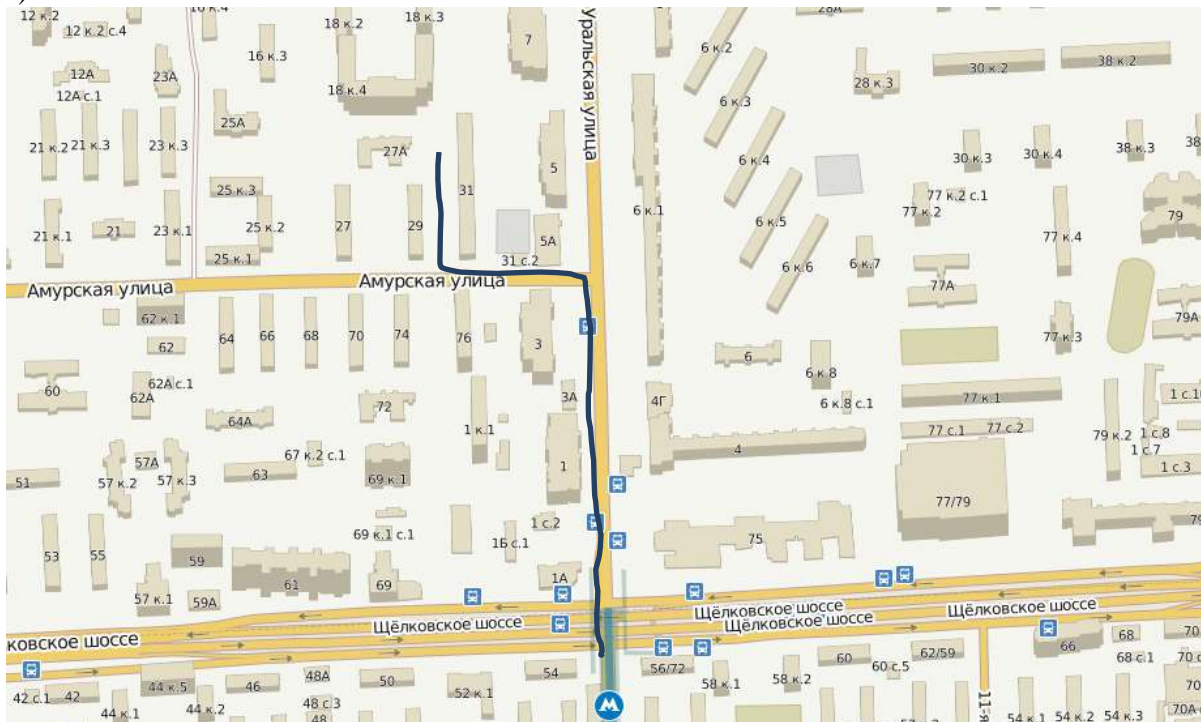 12 к.2
12 к.2 с.4
16 к.4
18 к.2
18 к.3
28А
7
Уральская улица
6 к.2
16 к.3
12А
23А
18 к.4
30 к.2
38 к.2
28 к.3
12А с.1
6 к.3
25А
21 к.2
21 к.3
23 к.3
27А
30 к.3
30 к.4
38 к.3
38
6 к.4
5
31
25 к.3
77 к.2 с.1
77 к.2
6 к.1
79
6 к.5
21 к.1
21
23 к.1
25 к.2
27
29
5А
77 к.4
25 к.1
31 с.2
6 к.6
6 к.7
Амурская улица
Амурская улица
77А
62 к.1
64
66
68
70
74
76
3
79А
77 к.3
62
6
60
62А с.1
62А
6 к.8
72
3А
4Г
6 к.8 с.1
77 к.1
1 с.1
64А
1 к.1
77 с.1
77 с.2
79 к.2
1 с.8
1 с.7
4
67 к.2 с.1
57А
63
1
1 с.3
51
57 к.2
57 к.3
69 к.1
77/79
1 с.2
69 к.1 с.1
75
79
53
55
59
1Б с.1
61
69
1А
57 к.1
59А
Щёлковское шоссе
Щёлковское шоссе
Щёлковское шоссе
Щёлковское шоссе
ковское шоссе
68
70
66
62/59
60
68 с.1
70 с
56/72
60 с.5
54
48А
50
46
44 к.5
42 с.1
42
52 к.1
58 к.1
58 к.2
70
48 с.3
48
44 к.1
44 к.2
11-я
54 к.1
54 к.2
54 к.3
70А